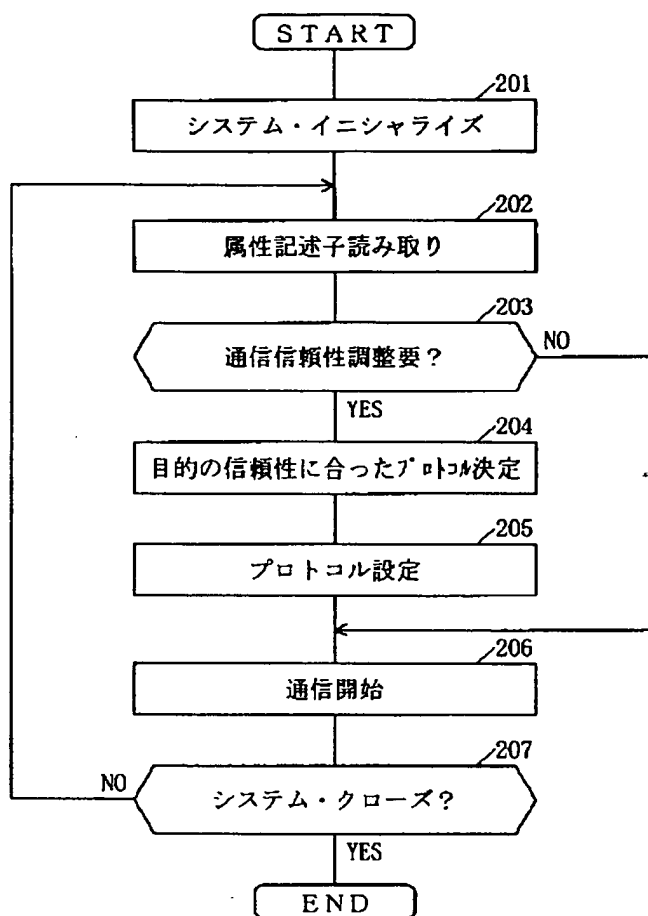 START
201
システム・イニシャライズ
202
属性記述子読み取り
203
通信信頼性調整要？
NO
YES
204
目的の信頼性に合ったﾌﾟﾛﾄｺﾙ決定
205
プロトコル設定
206
通信開始
207
NO
システム・クローズ？
YES
END